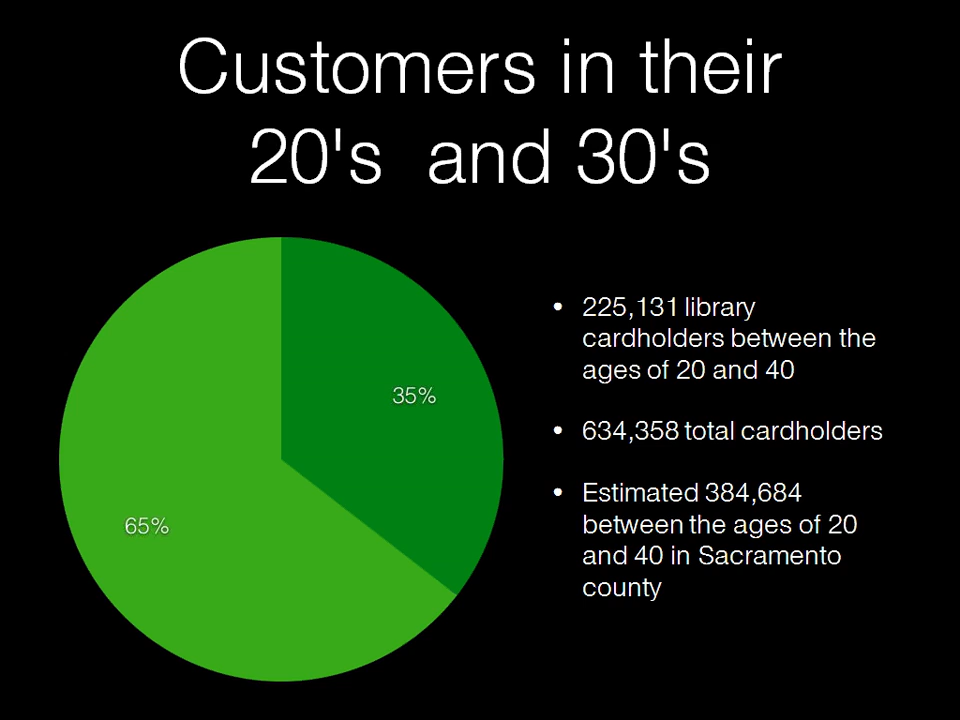 Customers in their
20's and 30's
35%
65%
• 225,131 library
cardholders between the
ages of 20 and 40
• 634,358 total cardholders
• Estimated 384,684
between the ages of 20
and 40 in Sacramento
county